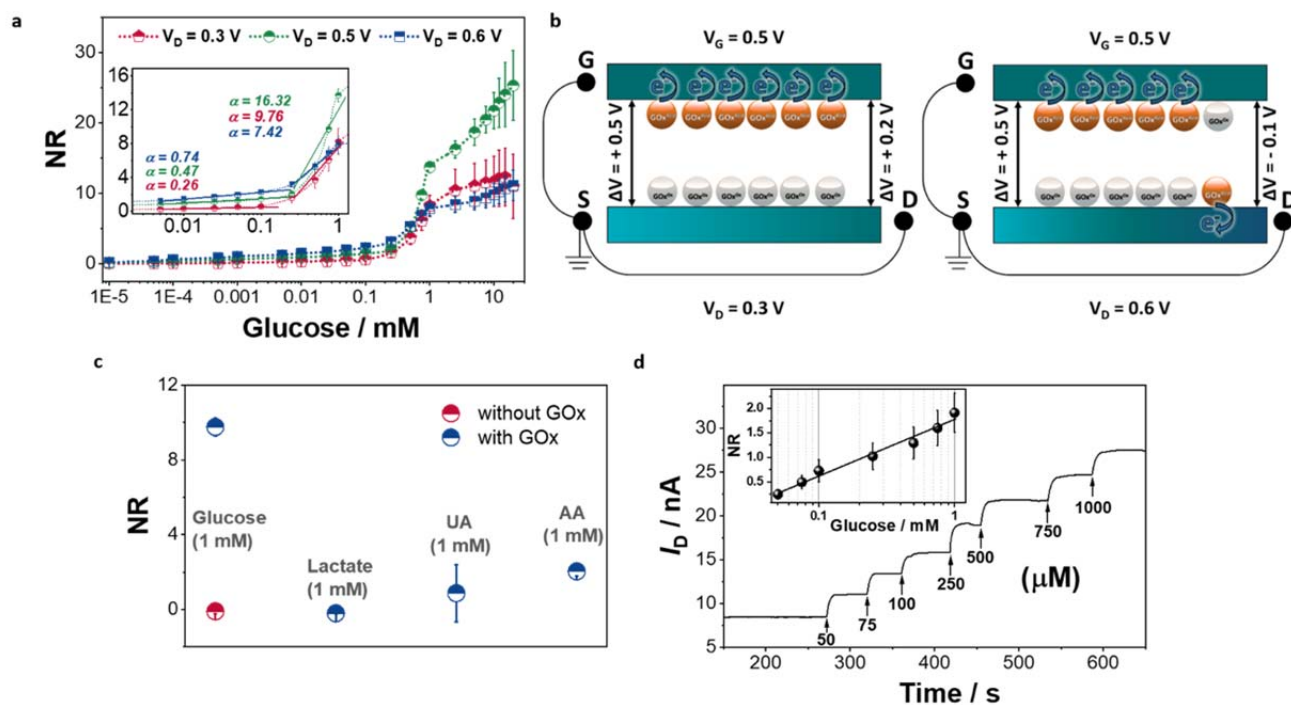 a
V_D = 0.3 V
V_D = 0.5 V
V_D = 0.6 V
30
20
10
0
NR
16
12
8
4
0
α = 16.32
α = 9.76
α = 7.42
α = 0.74
α = 0.47
α = 0.26
0.01
0.1
1
1E-5
1E-4
0.001
0.01
0.1
1
10
Glucose / mM
b
V_G = 0.5 V
G
e
e
e
e
e
e
ΔV = + 0.5 V
ΔV = + 0.2 V
S
D
V_D = 0.3 V
V_G = 0.5 V
G
e
e
e
e
e
ΔV = + 0.5 V
ΔV = - 0.1 V
S
D
e
V_D = 0.6 V
c
12
8
4
0
NR
without GOx
with GOx
Glucose
(1 mM)
Lactate
(1 mM)
UA
(1 mM)
AA
(1 mM)
d
30
25
20
15
10
5
I_D / nA
2.0
1.5
1.0
0.5
NR
0.1
1
Glucose / mM
50
75
100
250
500
750
1000
(µM)
200
300
400
500
600
Time / s